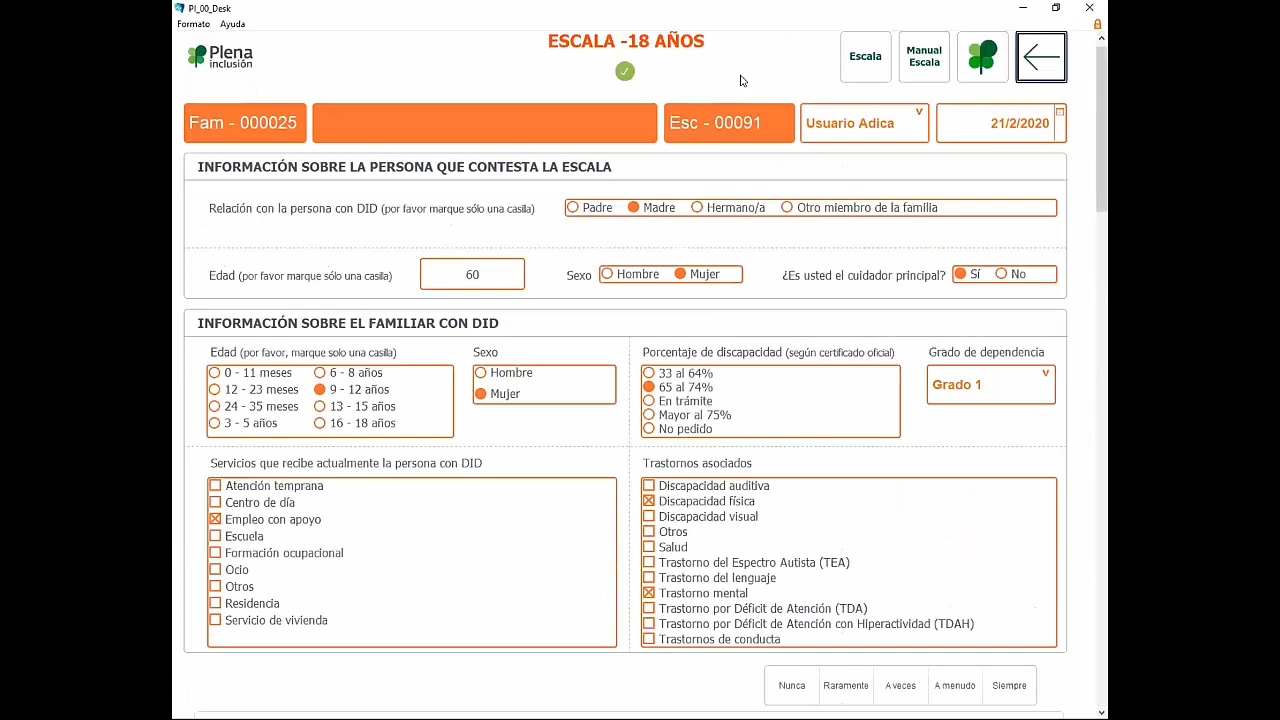 PI_00_Desk
Formato Ayuda
Plena inclusión
ESCALA -18 AÑOS
Escala
Manual Escala
Fam - 000025
Esc - 00091
Usuario Adica
21/2/2020
INFORMACIÓN SOBRE LA PERSONA QUE CONTESTA LA ESCALA
Relación con la persona con DID (por favor marque sólo una casilla)
Padre Madre Hermano/a Otro miembro de la familia
Edad (por favor marque sólo una casilla) 60 Sexo Hombre Mujer ¿Es usted el cuidador principal? Sí No
INFORMACIÓN SOBRE EL FAMILIAR CON DID
Edad (por favor, marque solo una casilla)
0 - 11 meses 6 - 8 años
12 - 23 meses 9 - 12 años
24 - 35 meses 13 - 15 años
3 - 5 años 16 - 18 años
Sexo
Hombre
Mujer
Porcentaje de discapacidad (según certificado oficial)
33 al 64%
65 al 74%
En trámite
Mayor al 75%
No pedido
Grado de dependencia
Grado 1
Servicios que recibe actualmente la persona con DID
Atención temprana
Centro de día
Empleo con apoyo
Escuela
Formación ocupacional
Ocio
Otros
Residencia
Servicio de vivienda
Trastornos asociados
Discapacidad auditiva
Discapacidad física
Discapacidad visual
Otros
Salud
Trastorno del Espectro Autista (TEA)
Trastorno del lenguaje
Trastorno mental
Trastorno por Déficit de Atención (TDA)
Trastorno por Déficit de Atención con Hiperactividad (TDAH)
Trastornos de conducta
Nunca Raramente A veces A menudo Siempre